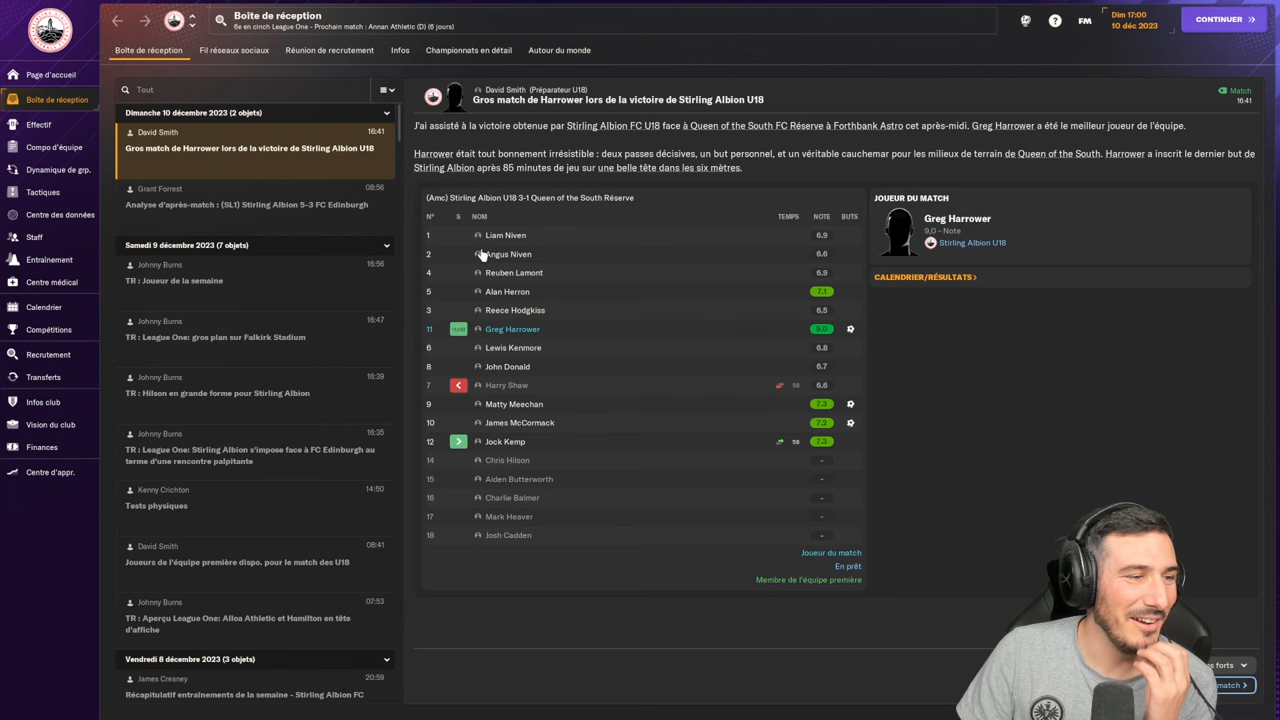 Boîte de réception
6e en cinch League One - Prochain match : Annan Athletic (D) (6 jours)
FM
Dim 17:00
10 déc 2023
CONTINUER
Boîte de réception
Fil réseaux sociaux
Réunion de recrutement
Infos
Championnats en détail
Autour du monde
Page d'accueil
Boîte de réception
Effectif
Compo d'équipe
Dynamique de grp.
Tactiques
Centre des données
Staff
Entraînement
Centre médical
Calendrier
Compétitions
Recrutement
Transferts
Infos club
Vision du club
Finances
Centre d'appr.
Tout
Dimanche 10 décembre 2023 (2 objets)
David Smith 16:41
Gros match de Harrower lors de la victoire de Stirling Albion U18
Grant Forrest 08:56
Analyse d'après-match : (SL1) Stirling Albion 5-3 FC Edinburgh
Samedi 9 décembre 2023 (7 objets)
Johnny Burns 16:56
TR : Joueur de la semaine
Johnny Burns 16:47
TR : League One: gros plan sur Falkirk Stadium
Johnny Burns 16:39
TR : Hilson en grande forme pour Stirling Albion
Johnny Burns 16:35
TR : League One: Stirling Albion s'impose face à FC Edinburgh au
terme d'une rencontre palpitante
Kenny Crichton 14:50
Tests physiques
David Smith 08:41
Joueurs de l'équipe première dispo. pour le match des U18
Johnny Burns 07:53
TR : Aperçu League One: Alloa Athletic et Hamilton en tête
d'affiche
Vendredi 8 décembre 2023 (3 objets)
James Creaney 20:59
Récapitulatif entraînements de la semaine - Stirling Albion FC
David Smith (Préparateur U18)
Gros match de Harrower lors de la victoire de Stirling Albion U18
Match
16:41
J'ai assisté à la victoire obtenue par Stirling Albion FC U18 face à Queen of the South FC Réserve à Forthbank Astro cet après-midi. Greg Harrower a été le meilleur joueur de l'équipe.
Harrower était tout bonnement irrésistible : deux passes décisives, un but personnel, et un véritable cauchemar pour les milieux de terrain de Queen of the South. Harrower a inscrit le dernier but de
Stirling Albion après 85 minutes de jeu sur une belle tête dans les six mètres.
(Amc) Stirling Albion U18 3-1 Queen of the South Réserve
N° S NOM TEMPS NOTE BUTS
1 Liam Niven 6.9
2 Angus Niven 6.6
4 Reuben Lamont 6.9
5 Alan Herron 7.1
3 Reece Hodgkiss 6.5
11 Greg Harrower 9.0
6 Lewis Kenmore 6.8
8 John Donald 6.7
7 Harry Shaw 58 6.6
9 Matty Meechan 7.3
10 James McCormack 7.2
12 Jock Kemp 58 7.3
14 Chris Hilson -
15 Aiden Butterworth -
16 Charlie Balmer -
17 Mark Heaver -
18 Josh Cadden -
Joueur du match
En prêt
Membre de l'équipe première
JOUEUR DU MATCH
Greg Harrower
9,0 - Note
Stirling Albion U18
CALENDRIER/RÉSULTATS >
forts
match >